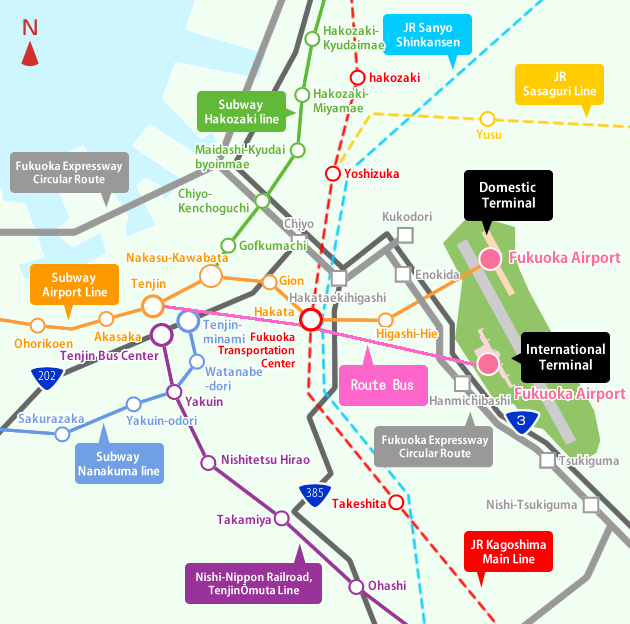 N
Hakozaki-
Kyudaimae
JR Sanyo
Shinkansen
hakozaki
JR
Sasaguri Line
Hakozaki-
Miyamae
Subway
Hakozaki line
Yusu
Maidashi-Kyudai
byoinmae
Fukuoka Expressway
Circular Route
Yoshizuka
Domestic
Terminal
Chiyo-
Kenchoguchi
Kukodori
Chiyo
Gofkumachi
Nakasu-Kawabata
Fukuoka Airport
Subway
Airport Line
Tenjin
Gion
Enokida
Hakataekihigashi
Hakata
Ohorikoen
Akasaka
Tenjin-
minami
Higashi-Hie
Fukuoka
Transportation
Center
Tenjin Bus Center
International
Terminal
202
Watanabe
-dori
Route Bus
Fukuoka Airport
Hanmichibashi
Yakuin
Sakurazaka
Yakuin-odori
3
Subway
Nanakuma line
Fukuoka Expressway
Circular Route
Nishitetsu Hirao
Tsukiguma
385
Takeshita
Nishi-Tsukiguma
Takamiya
JR Kagoshima
Main Line
Nishi-Nippon Railroad,
TenjinOmuta Line
Ohashi